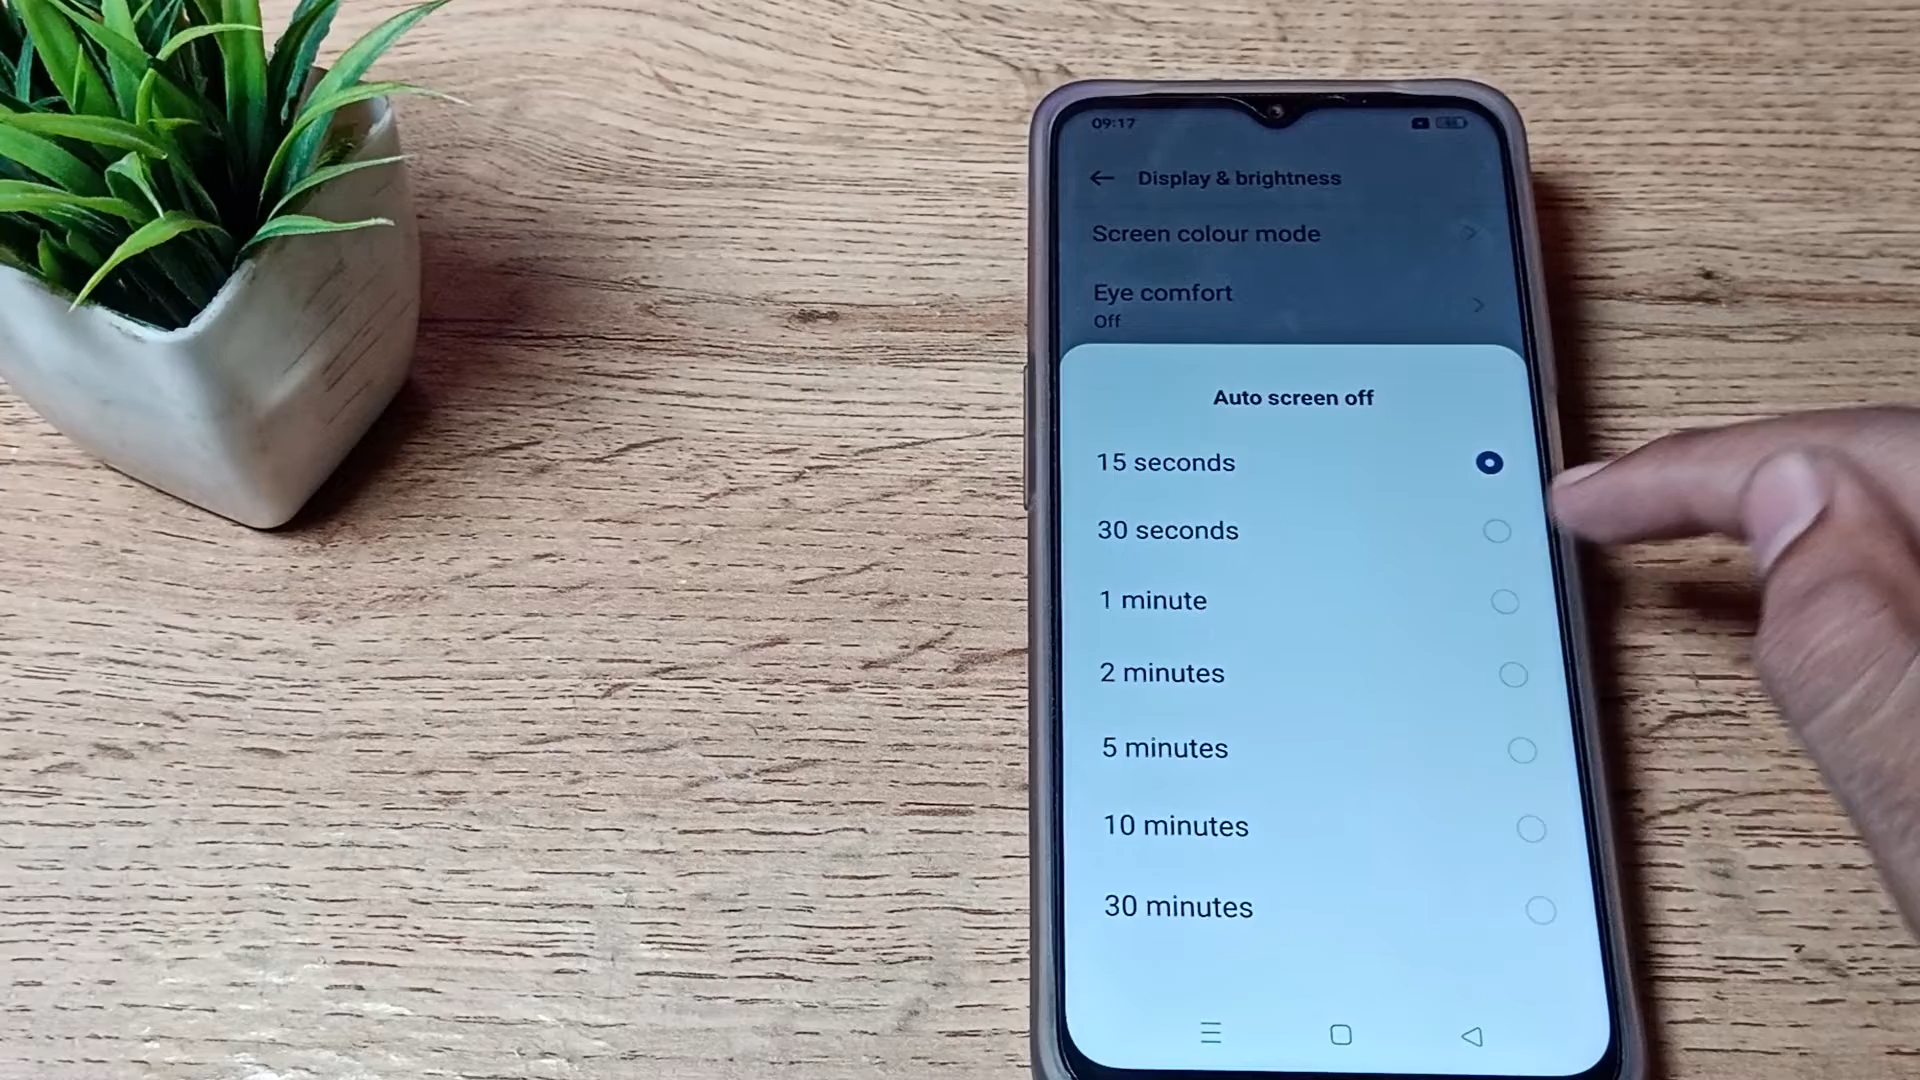 09:17
Display & brightness
Screen colour mode
Eye comfort
Off
Auto screen off
15 seconds
30 seconds
1 minute
2 minutes
5 minutes
10 minutes
30 minutes